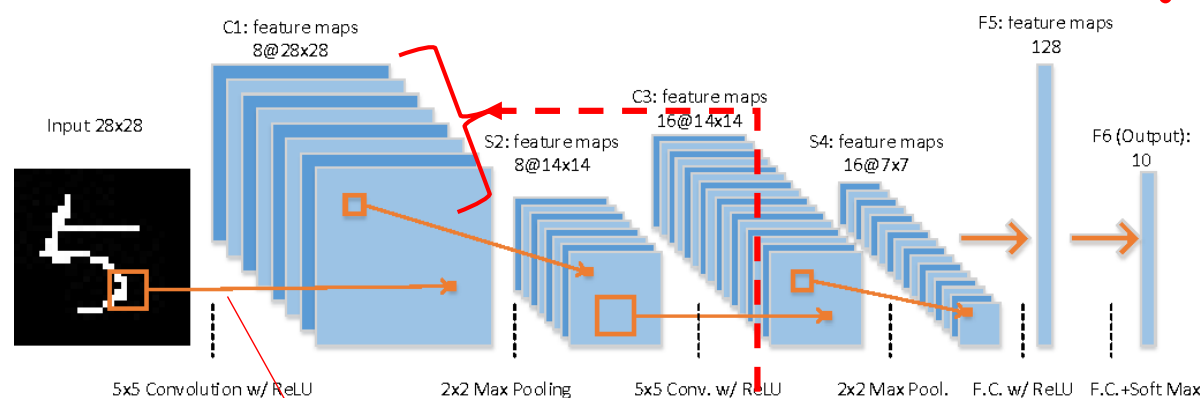 C1: feature maps
8@28x28
Input 28x28
S2: feature maps
8@14x14
C3: feature maps
16@14x14
S4: feature maps
16@7x7
F5: feature maps
128
F6 (Output):
10
5x5 Convolution w/ ReLU
2x2 Max Pooling
5x5 Conv. w/ ReLU
2x2 Max Pool.
F.C. w/ ReLU
F.C.+Soft Max